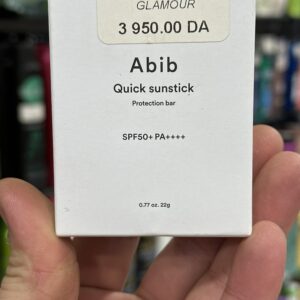 GLAMOUR
3 950.00 DA
Abib
Quick sunstick
Protection bar
SPF50+ PA++++
0.77 oz. 22g